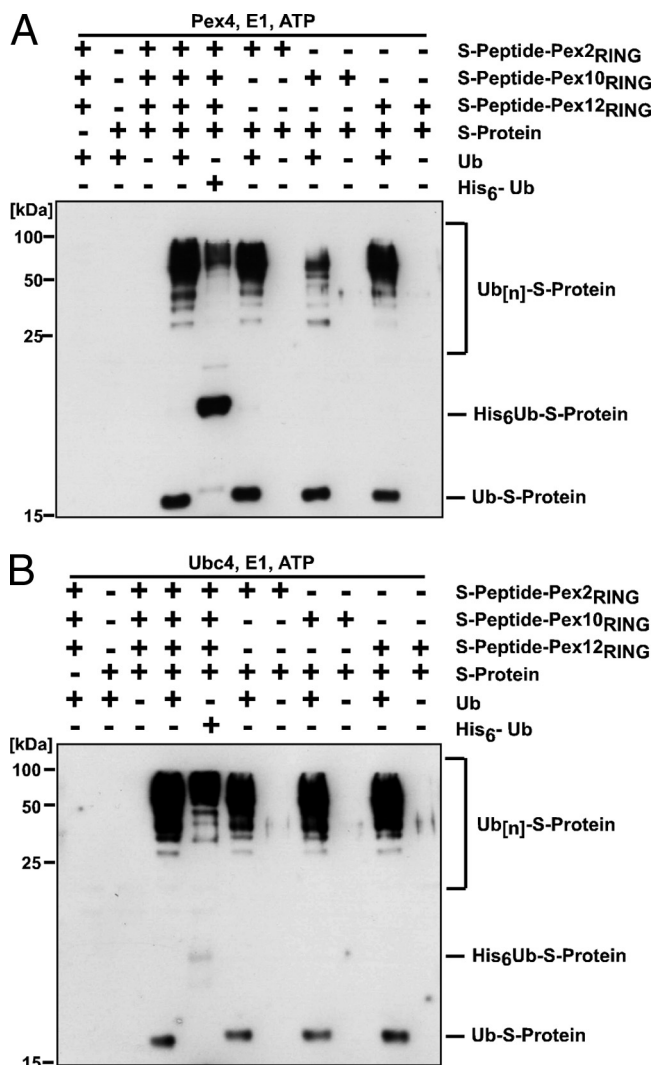 A
Pex4, E1, ATP
+ - + + + + + - - - - S-Peptide-Pex2RING
+ - + + + - - + + - - S-Peptide-Pex10RING
+ - + + + - - - - + + S-Peptide-Pex12RING
- + + + + + + + + + + S-Protein
+ + - + - + - + - + - Ub
- - - - + - - - - - - His6- Ub
[kDa]
100
50
25
15
Ub[n]-S-Protein
His6Ub-S-Protein
Ub-S-Protein
B
Ubc4, E1, ATP
+ - + + + + + - - - - S-Peptide-Pex2RING
+ - + + + - - + + - - S-Peptide-Pex10RING
+ - + + + - - - - + + S-Peptide-Pex12RING
- + + + + + + + + + + S-Protein
+ + - + - + - + - + - Ub
- - - - + - - - - - - His6- Ub
[kDa]
100
50
25
15
Ub[n]-S-Protein
His6Ub-S-Protein
Ub-S-Protein